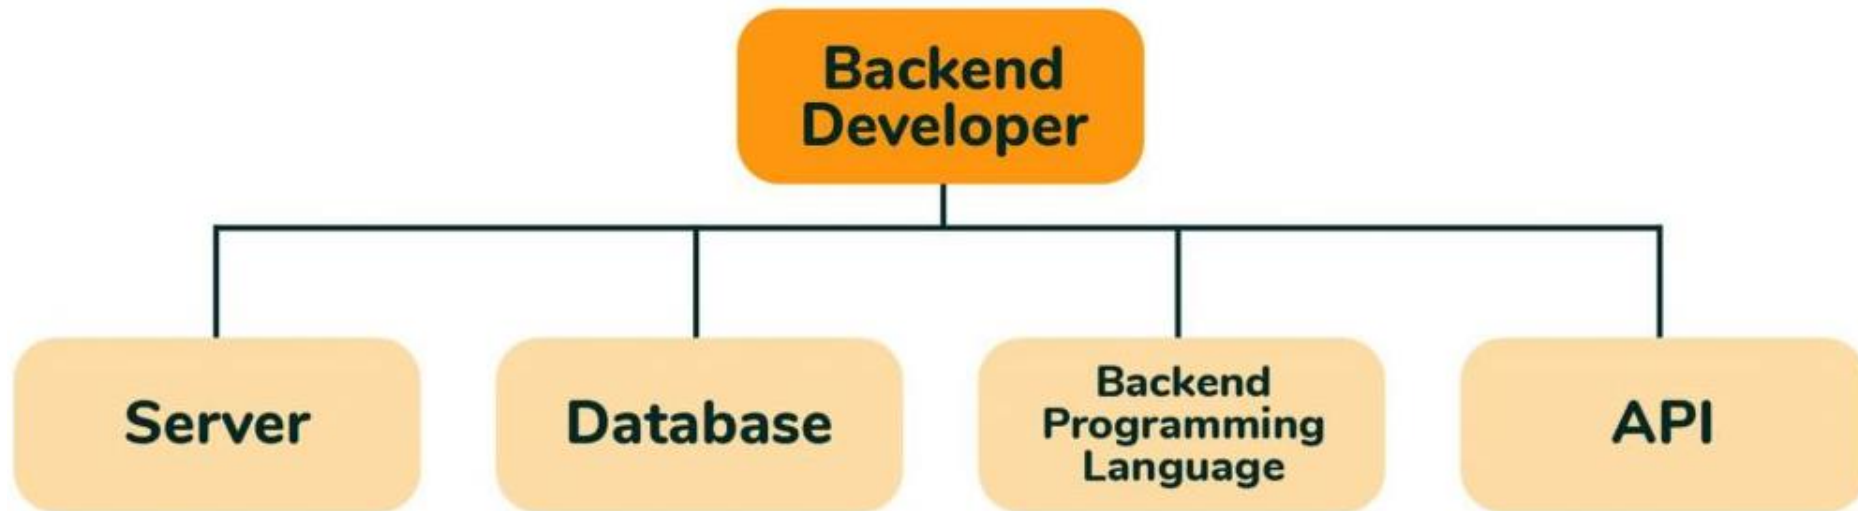 Backend
Developer
Server
Database
Backend
Programming
Language
API